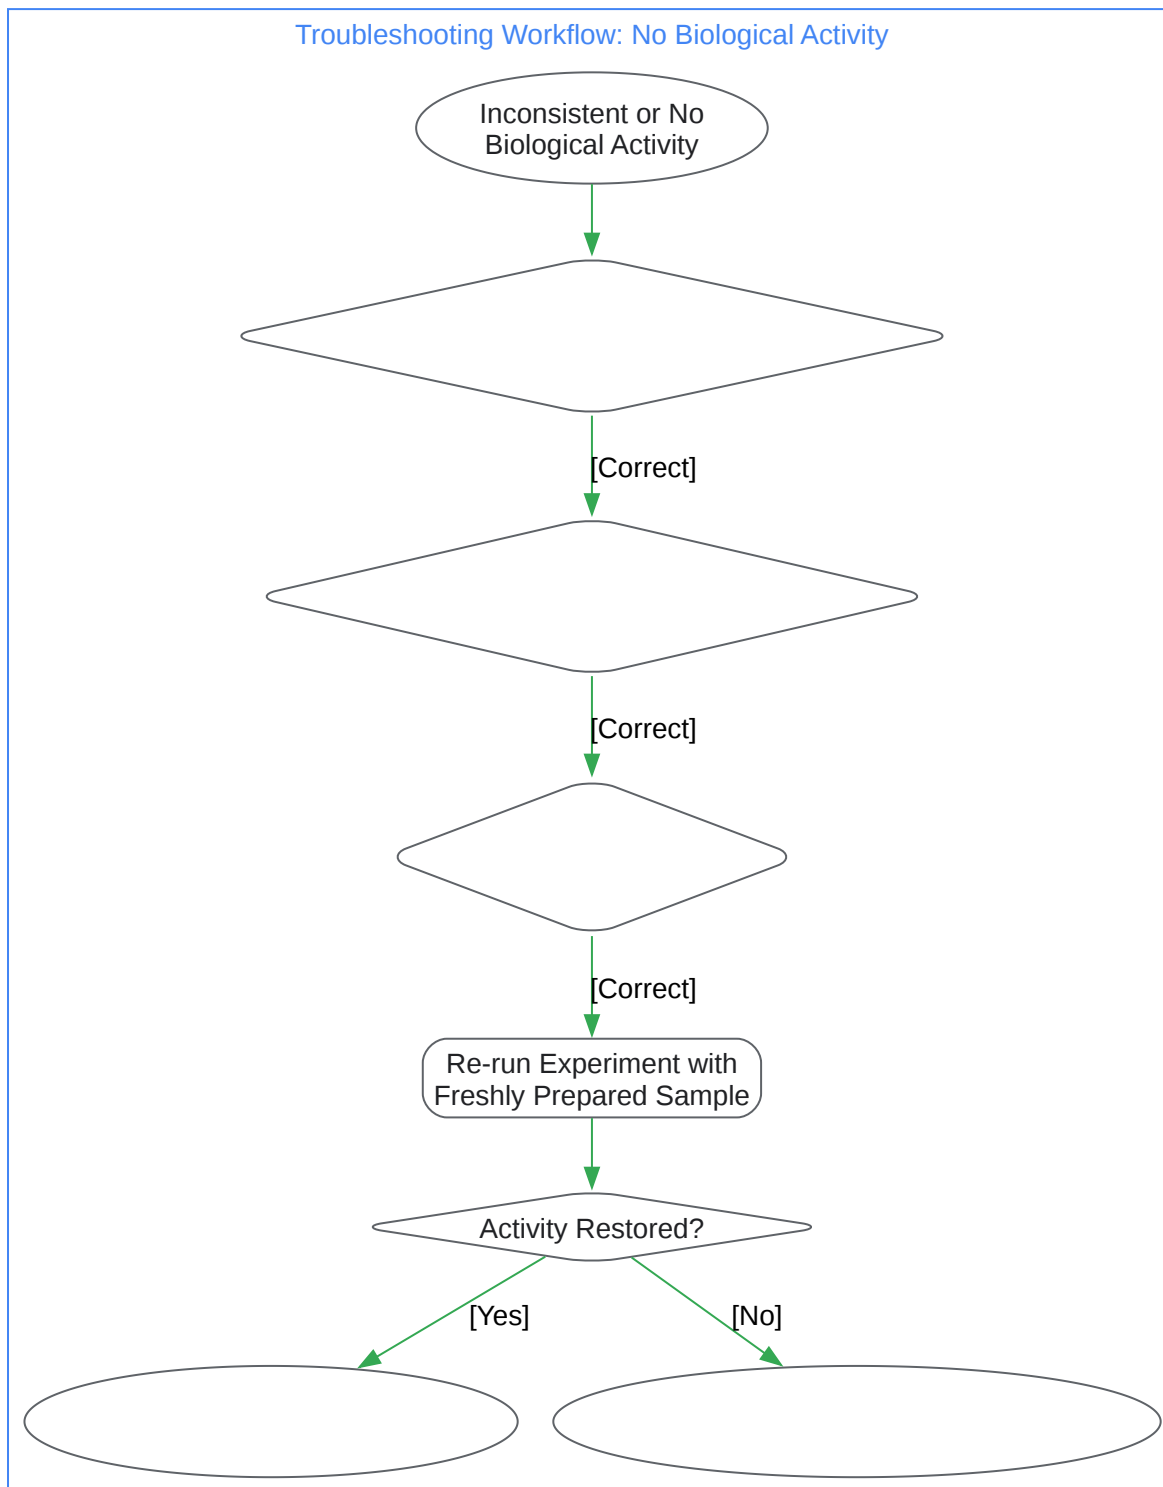 Troubleshooting Workflow: No Biological Activity
Inconsistent or No
Biological Activity
[Correct]
[Correct]
[Correct]
Re-run Experiment with
Freshly Prepared Sample
Activity Restored?
[Yes]
[No]